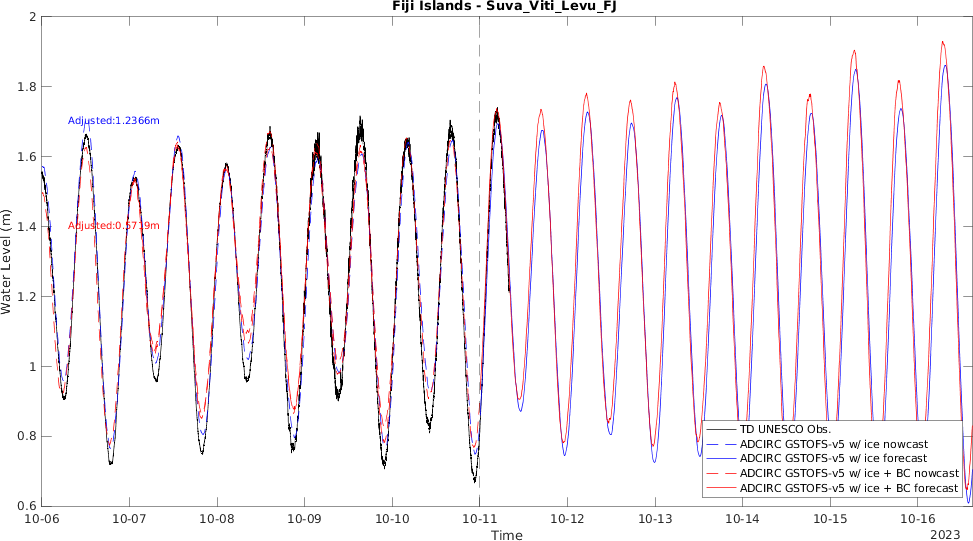 Fiji Islands - Suva_Viti_Levu_FJ
2
1.8
1.6
1.4
1.2
1
0.8
0.6
Water Level (m)
Adjusted:1.2366m
Adjusted:0.5719m
TD UNESCO Obs.
ADCIRC GSTOFS-v5 w/ ice nowcast
ADCIRC GSTOFS-v5 w/ ice forecast
ADCIRC GSTOFS-v5 w/ ice + BC nowcast
ADCIRC GSTOFS-v5 w/ ice + BC forecast
10-06 10-07 10-08 10-09 10-10 10-11 10-12 10-13 10-14 10-15 10-16
Time
2023